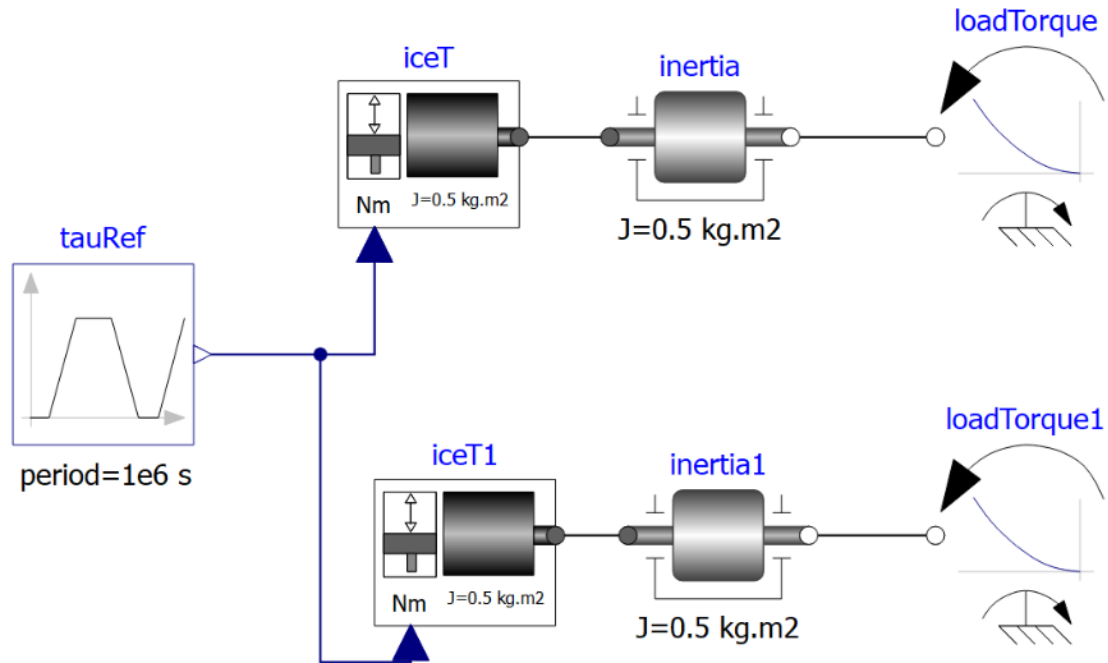 loadTorque
iceT
inertia
Nm
J=0.5 kg.m2
J=0.5 kg.m2
tauRef
period=1e6 s
loadTorque1
iceT1
inertia1
Nm
J=0.5 kg.m2
J=0.5 kg.m2